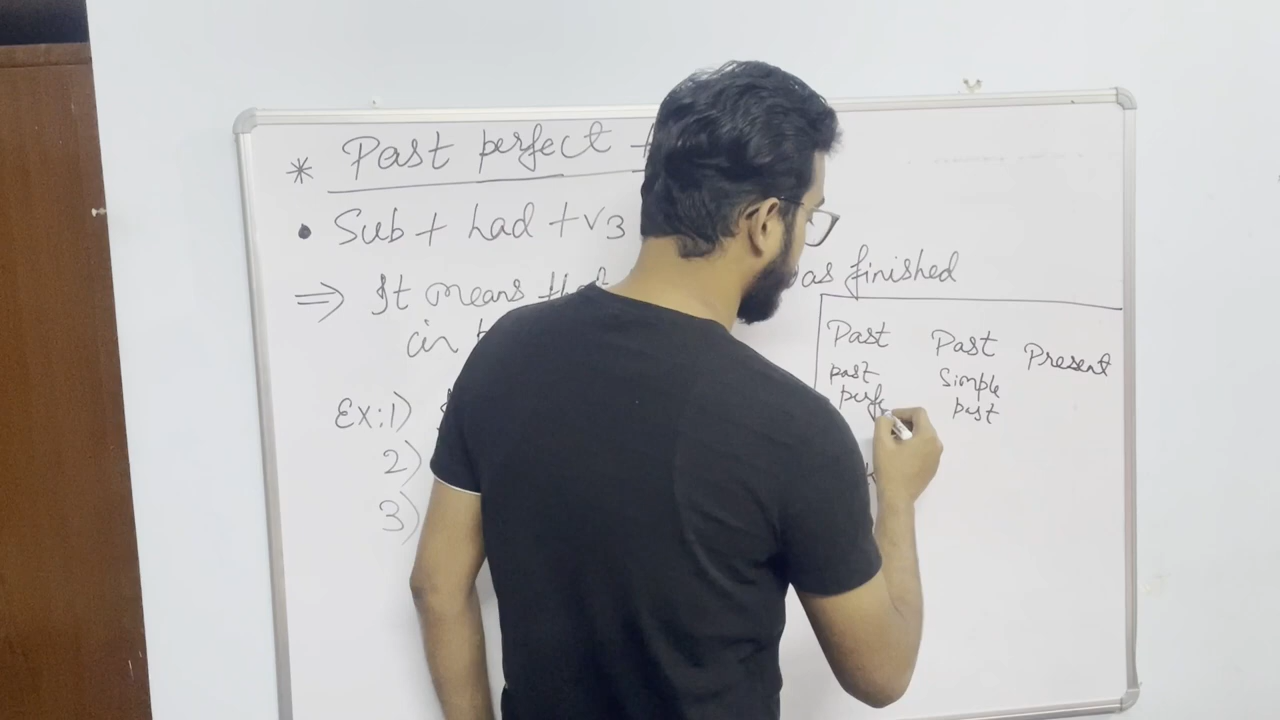 * Past perfect
• Sub + had + v3
⇒ It means that as finished
in
Ex:1)
2)
3)
Past Past Present
past Simple
perfe past